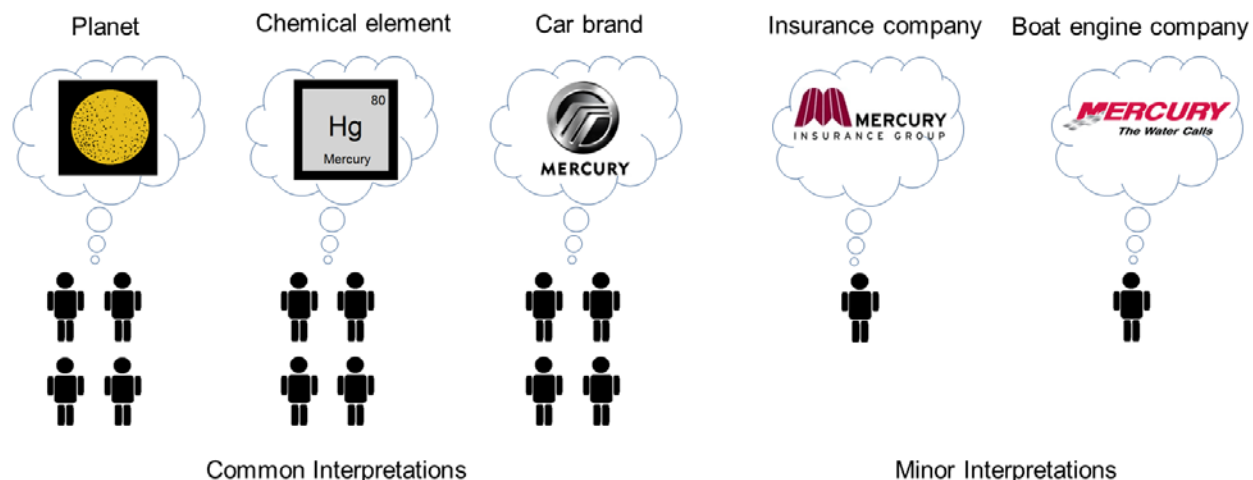 Planet
Chemical element
Car brand
Insurance company
Boat engine company
80
Hg
Mercury
MERCURY
MERCURY
INSURANCE GROUP
MERCURY
The Water Calls
Common Interpretations
Minor Interpretations